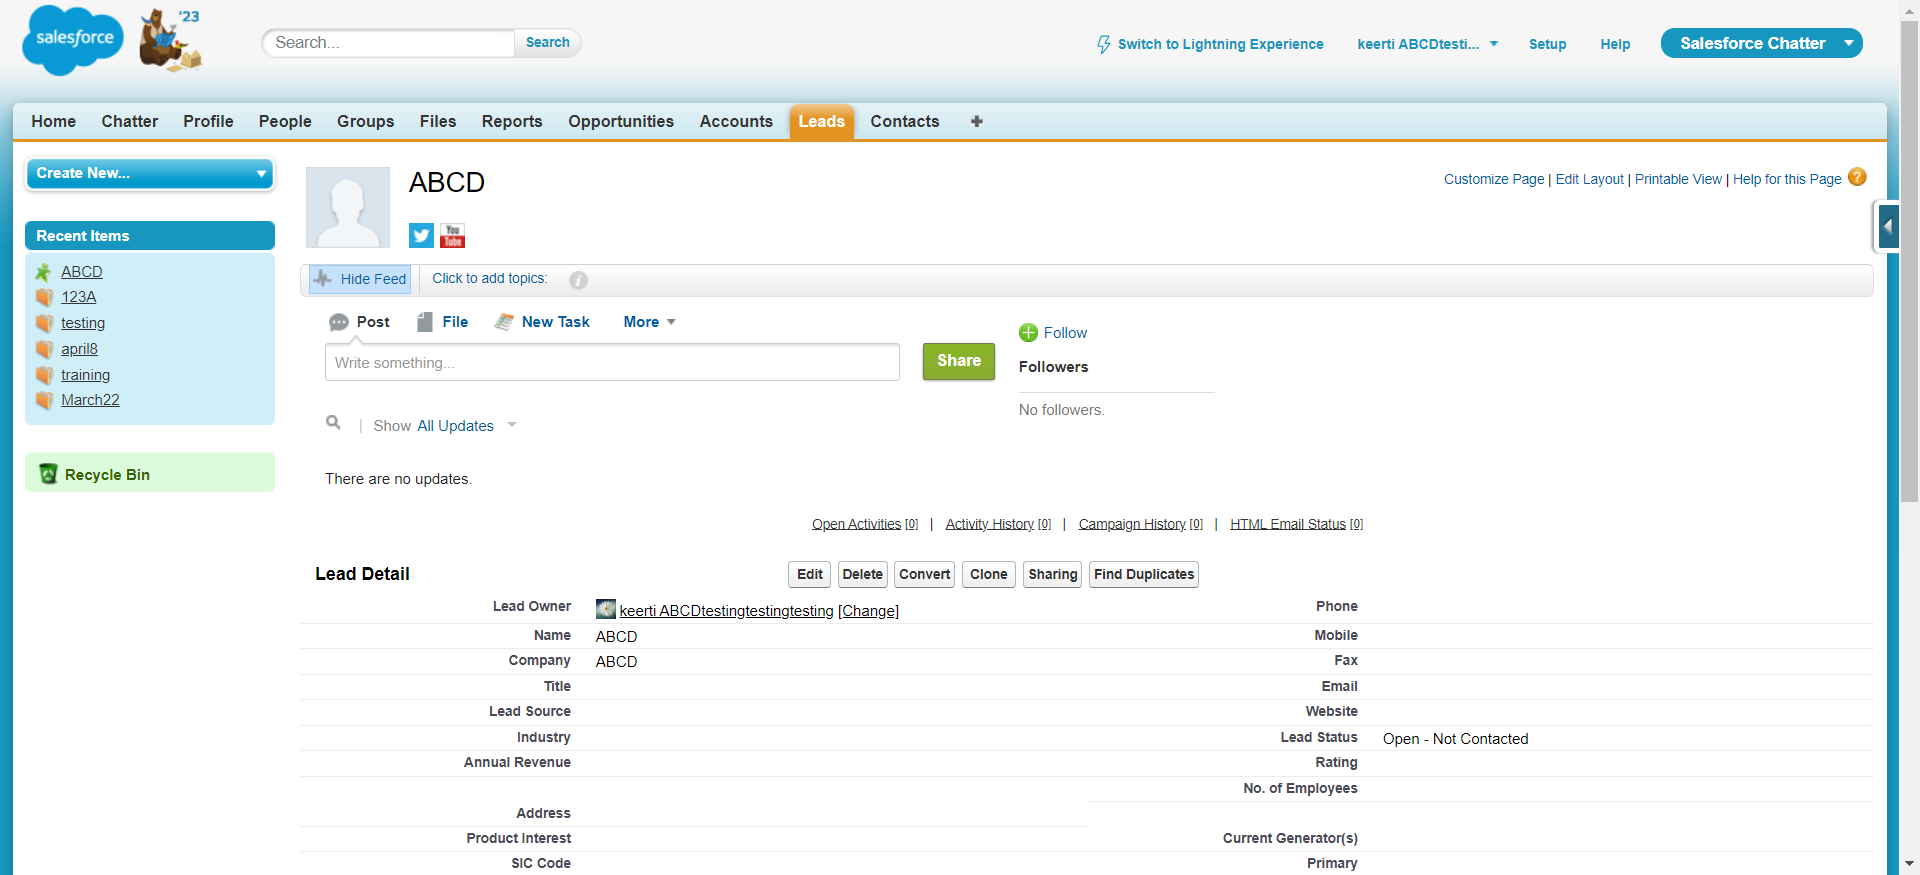 salesforce
'23
Search...
Search
Switch to Lightning Experience
keerti ABCDtesti...
Setup
Help
Salesforce Chatter
Home
Chatter
Profile
People
Groups
Files
Reports
Opportunities
Accounts
Leads
Contacts
+
Create New...
Recent Items
ABCD
123A
testing
april8
training
March22
Recycle Bin
ABCD
You
Tube
Customize Page | Edit Layout | Printable View | Help for this Page ?
Hide Feed
Click to add topics:
i
Post
File
New Task
More
Write something...
Share
Follow
Followers
No followers.
| Show All Updates
There are no updates.
Open Activities [0] | Activity History [0] | Campaign History [0] | HTML Email Status [0]
Lead Detail
Edit
Delete
Convert
Clone
Sharing
Find Duplicates
Lead Owner keerti ABCDtestingtestingtesting [Change]
Phone
Name ABCD
Mobile
Company ABCD
Fax
Title
Email
Lead Source
Website
Industry
Lead Status Open - Not Contacted
Annual Revenue
Rating
No. of Employees
Address
Product Interest
Current Generator(s)
SIC Code
Primary